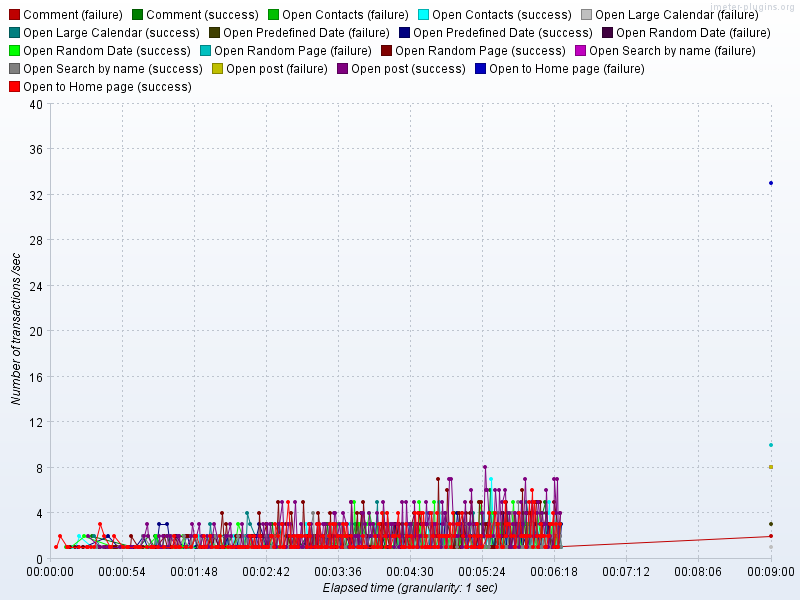 jmeter-plugins.org
Comment (failure) Comment (success) Open Contacts (failure) Open Contacts (success) Open Large Calendar (failure)
Open Large Calendar (success) Open Predefined Date (failure) Open Predefined Date (success) Open Random Date (failure)
Open Random Date (success) Open Random Page (failure) Open Random Page (success) Open Search by name (failure)
Open Search by name (success) Open post (failure) Open post (success) Open to Home page (failure)
Open to Home page (success)
40
36
32
28
24
20
16
12
8
4
0
Number of transactions /sec
00:00:00 00:00:54 00:01:48 00:02:42 00:03:36 00:04:30 00:05:24 00:06:18 00:07:12 00:08:06 00:09:00
Elapsed time (granularity: 1 sec)